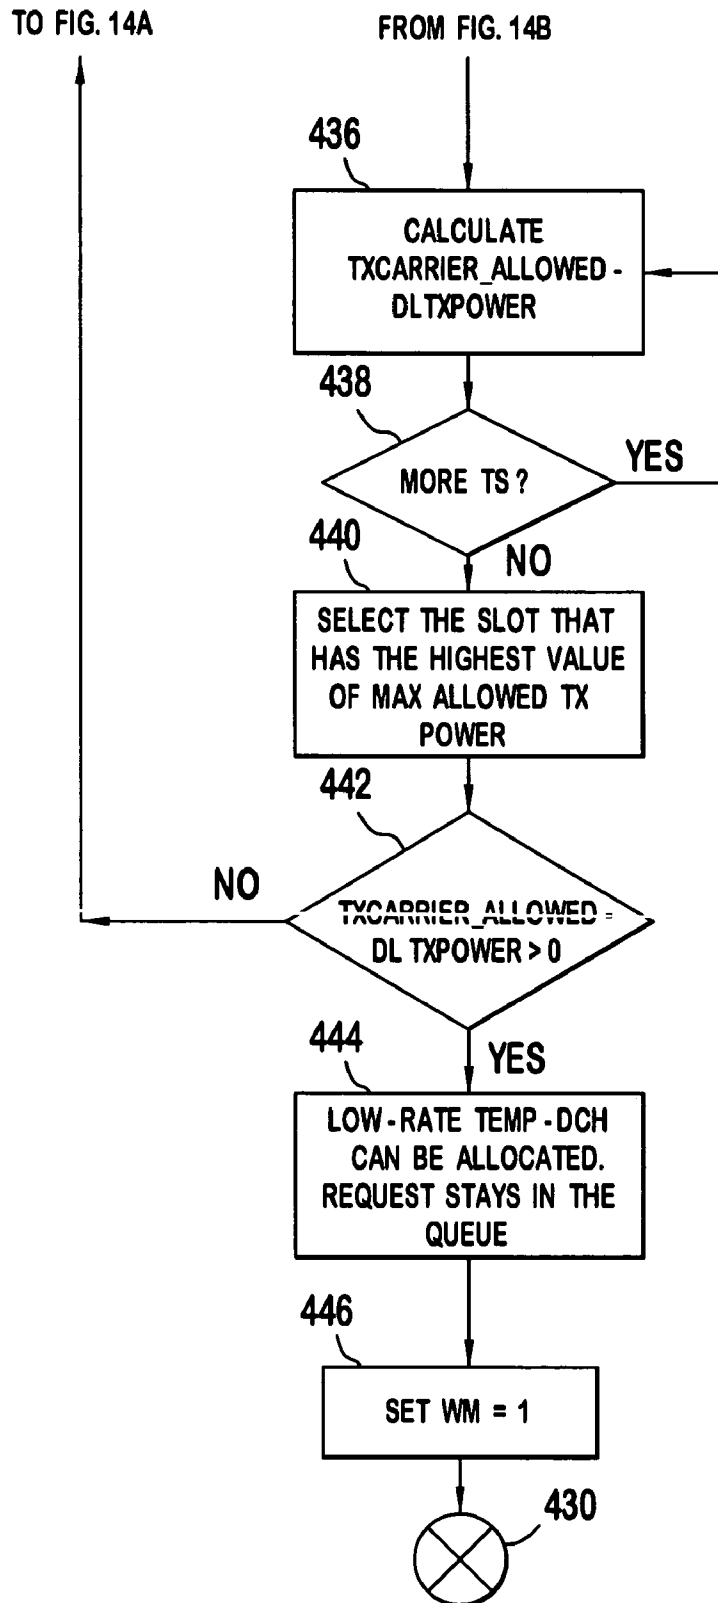 TO FIG. 14A
FROM FIG. 14B
436
CALCULATE
TXCARRIER_ALLOWED -
DLTXPOWER
438
MORE TS?
YES
440
NO
SELECT THE SLOT THAT
HAS THE HIGHEST VALUE
OF MAX ALLOWED TX
POWER
442
NO
TXCARRIER_ALLOWED -
DL TXPOWER > 0
444
YES
LOW-RATE TEMP-DCH
CAN BE ALLOCATED.
REQUEST STAYS IN THE
QUEUE
446
SET WM = 1
430